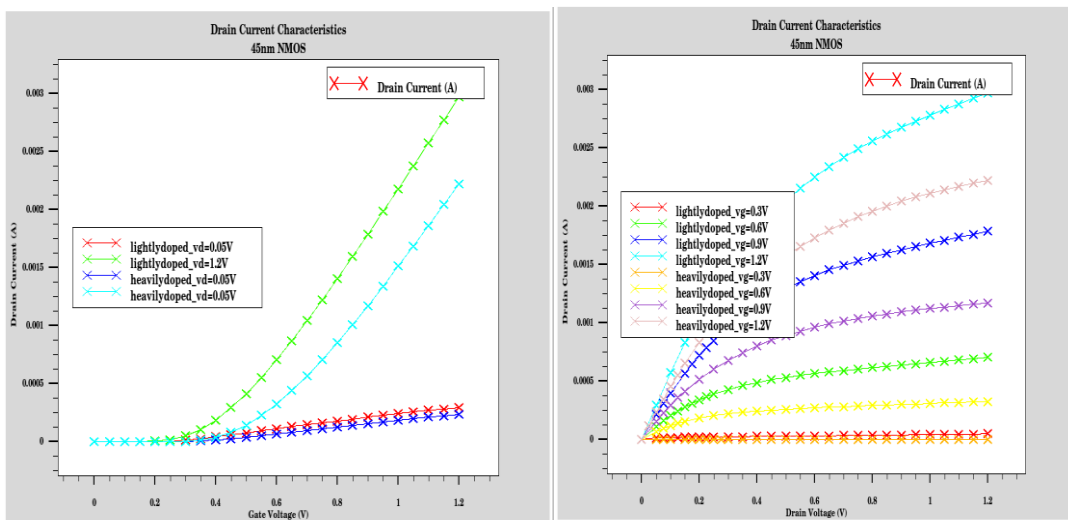 Drain Current Characteristics
45nm NMOS
Drain Current (A)
0.003
0.0025
0.002
0.0015
0.001
0.0005
0
Drain Current (A)
lightlydoped_vd=0.05V
lightlydoped_vd=1.2V
heavilydoped_vd=0.05V
heavilydoped_vd=0.05V
0
0.2
0.4
0.6
0.8
1
1.2
Gate Voltage (V)
Drain Current Characteristics
45nm NMOS
Drain Current (A)
0.003
0.0025
0.002
0.0015
0.001
0.0005
0
Drain Current (A)
lightlydoped_vg=0.3V
lightlydoped_vg=0.6V
lightlydoped_vg=0.9V
lightlydoped_vg=1.2V
heavilydoped_vg=0.3V
heavilydoped_vg=0.6V
heavilydoped_vg=0.9V
heavilydoped_vg=1.2V
0
0.2
0.4
0.6
0.8
1
1.2
Drain Voltage (V)